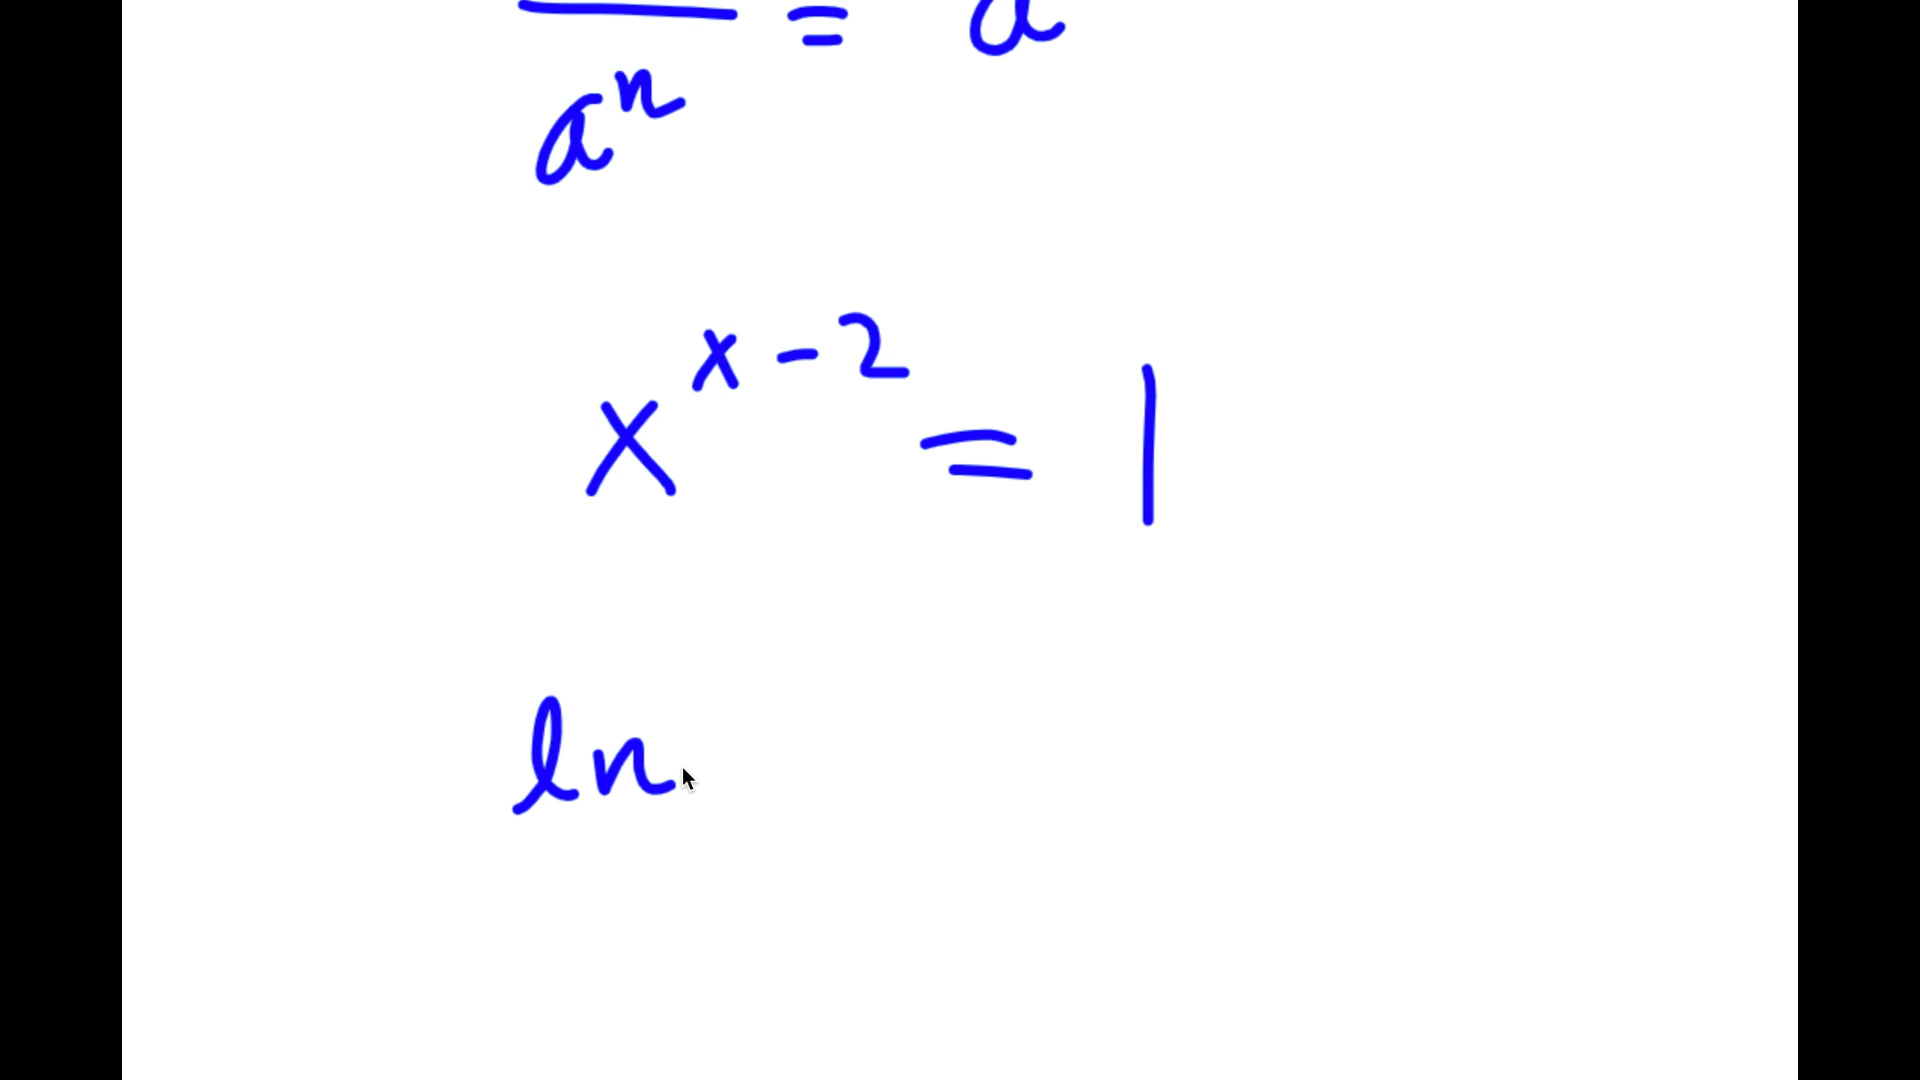 = a
aⁿ
x^{x-2} = 1
ln